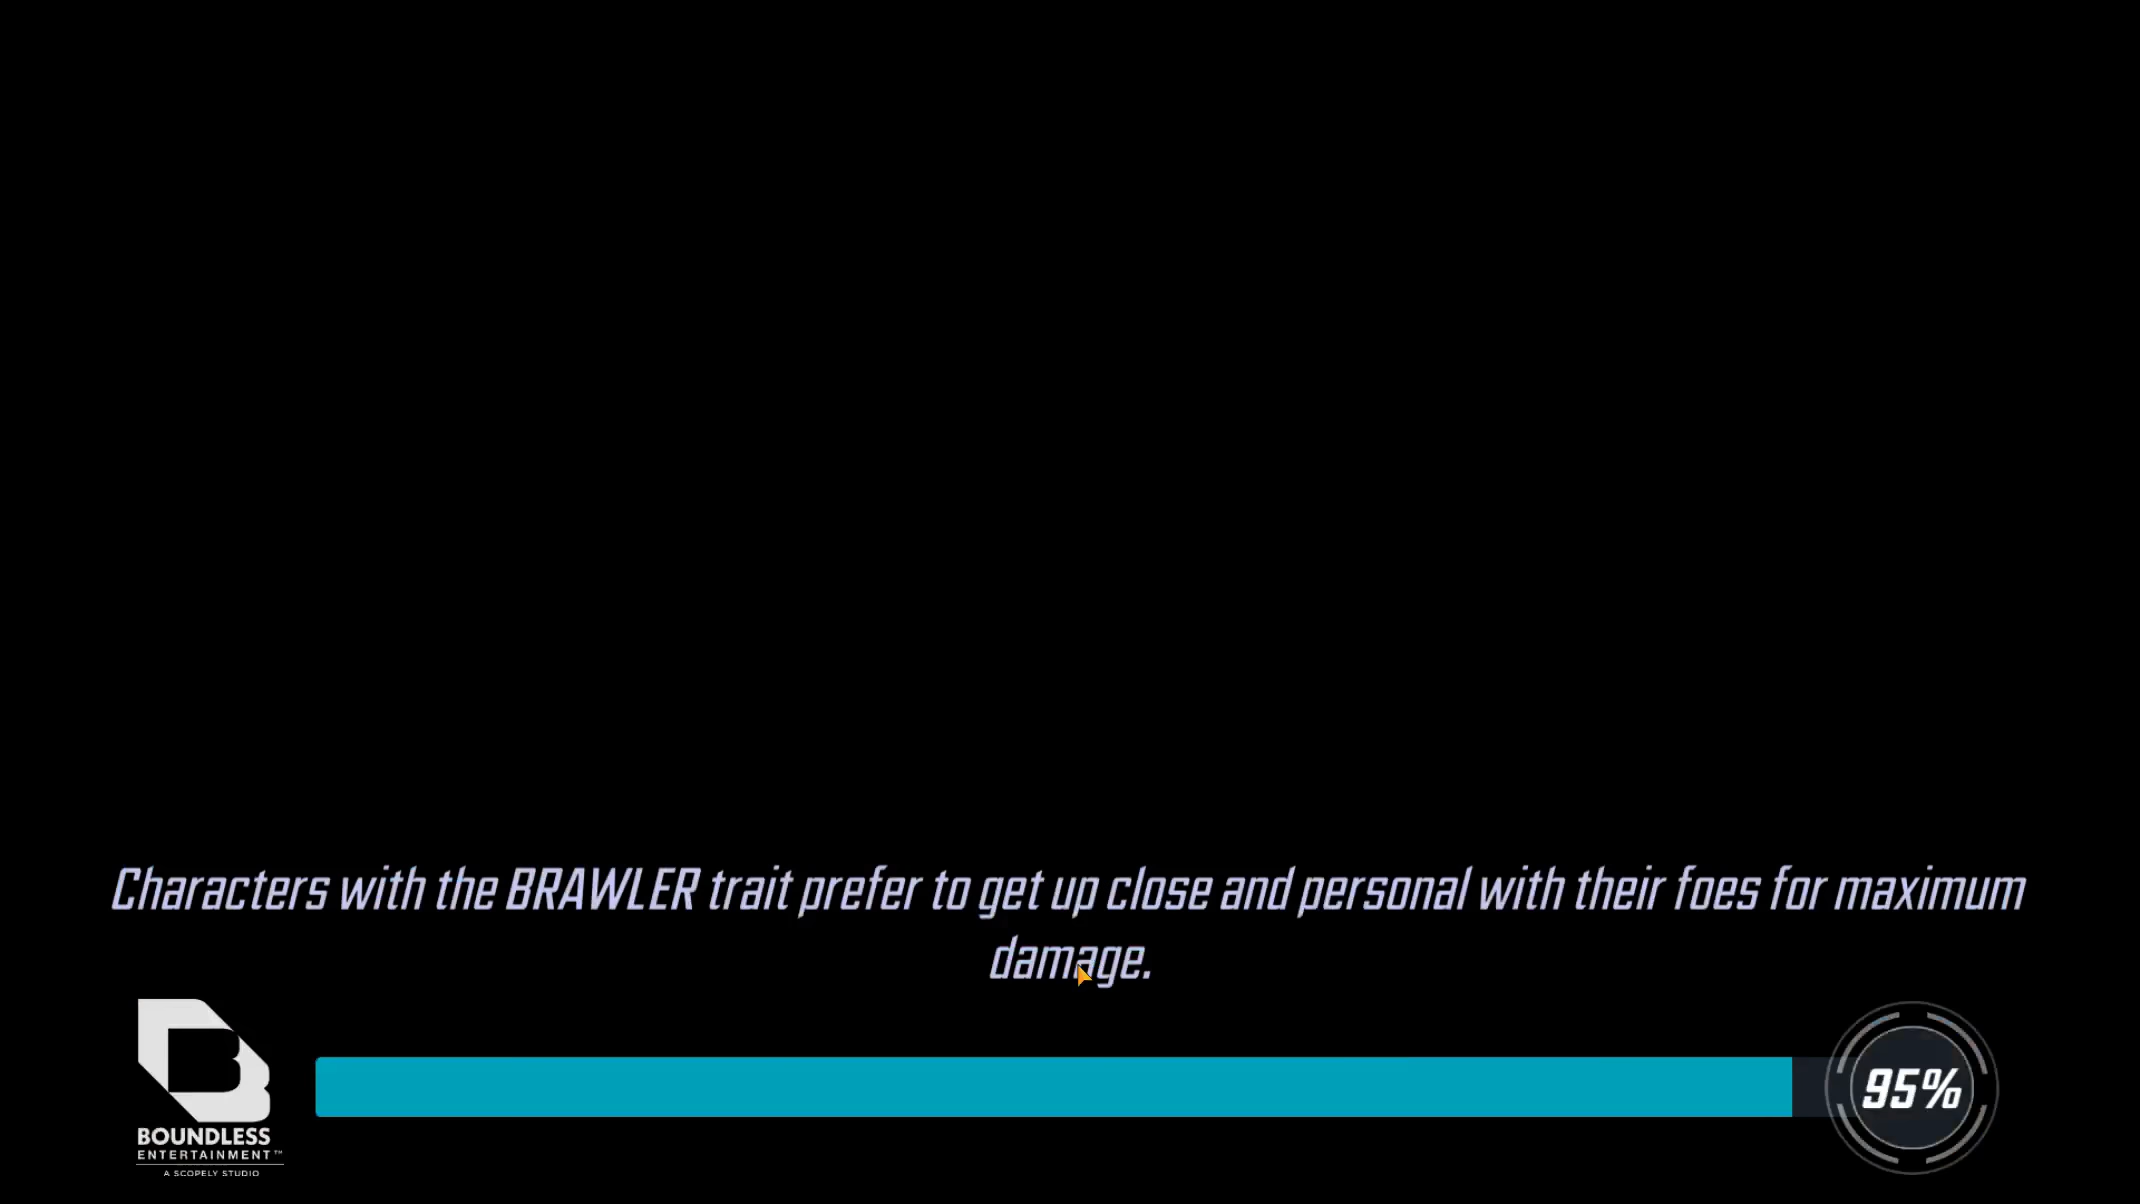 Characters with the BRAWLER trait prefer to get up close and personal with their foes for maximum
damage.
95%
BOUNDLESS
ENTERTAINMENT™
A SCOPELY STUDIO